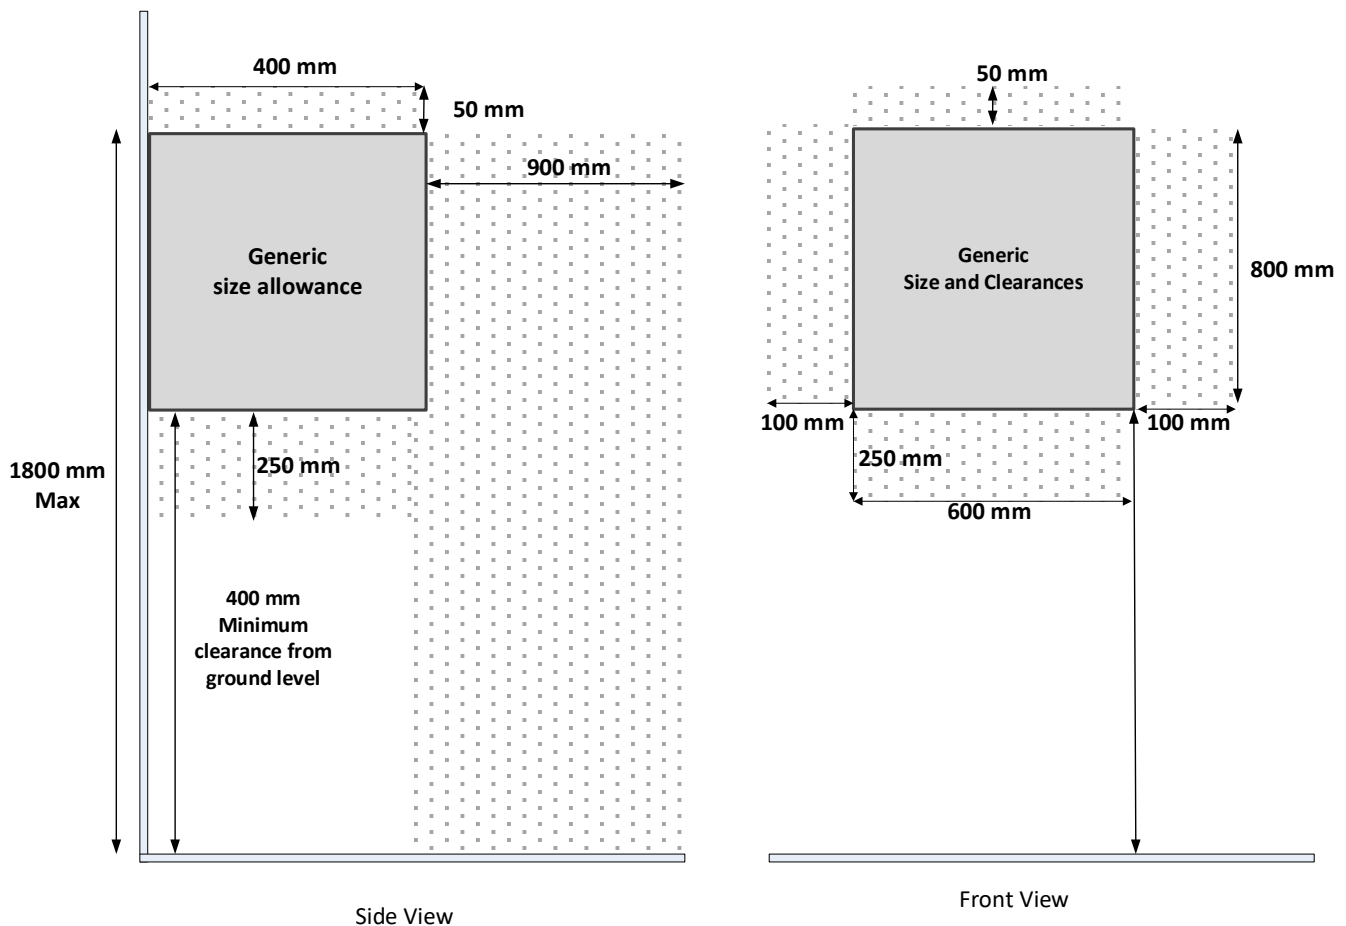 400 mm
50 mm
900 mm
Generic
size allowance
250 mm
1800 mm
Max
400 mm
Minimum
clearance from
ground level
Side View
50 mm
Generic
Size and Clearances
800 mm
100 mm
100 mm
250 mm
600 mm
Front View